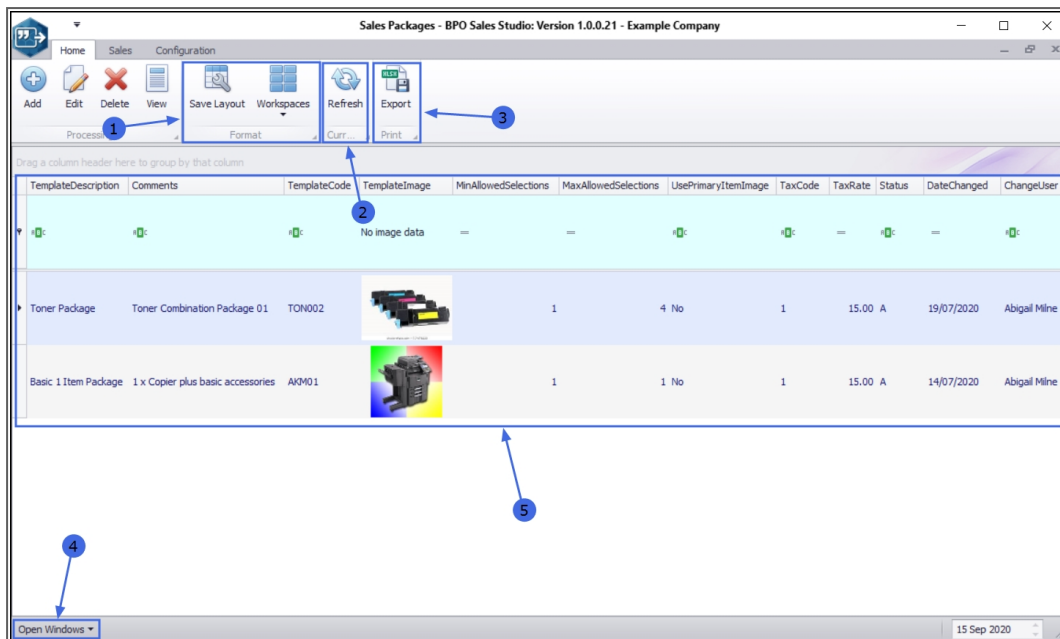 Sales Packages - BPO Sales Studio: Version 1.0.0.21 - Example Company
Home Sales Configuration
Add Edit Delete View Save Layout Workspaces Refresh Export
1 3
Format Curr... Print
Drag a column header here to group by that column
TemplateDescription Comments TemplateCode TemplateImage MinAllowedSelections MaxAllowedSelections UsePrimaryItemImage TaxCode TaxRate Status DateChanged ChangeUser
2
No image data = = = =
Toner Package Toner Combination Package 01 TON002 1 4 No 1 15.00 A 19/07/2020 Abigail Milne
Basic 1 Item Package 1 x Copier plus basic accessories AKM01 1 1 No 1 15.00 A 14/07/2020 Abigail Milne
5
4
Open Windows 15 Sep 2020